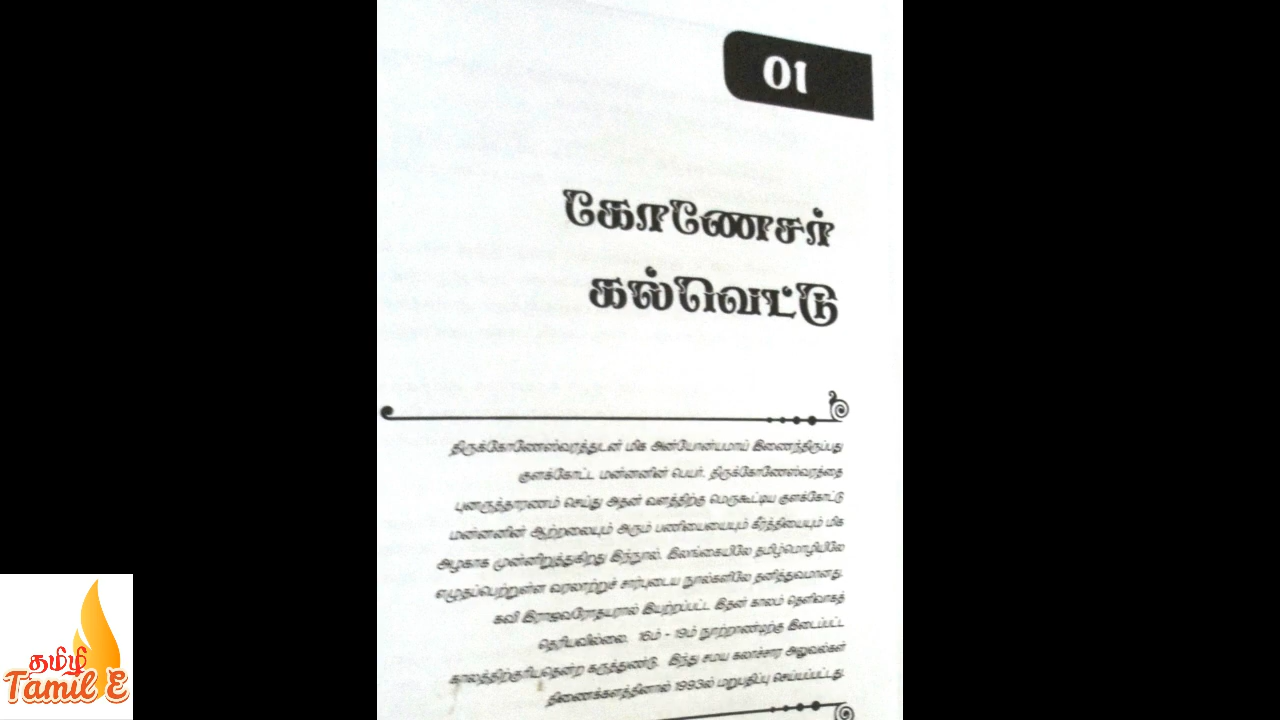 01
கோணேசர்
கல்வெட்டு
திருக்கோணேஸ்வரத்துடன் மிக அன்யோன்யமாய் இணைந்திருப்பது
குளக்கோட்ட மன்னனின் பெயர். திருக்கோணேஸ்வரத்தை
புனருத்தாரணம் செய்து அதன் வளத்திற்கு மெருகூட்டிய குளக்கோட்டு
மன்னனின் ஆற்றலையும் அரும் பணியையும் கீர்த்தியையும் மிக
அழகாக முன்னிறுத்துகிறது இந்நூல். இலங்கையிலே தமிழ்மொழியிலே
எழுதப்பெற்றுள்ள வரலாற்றுச் சார்புடைய நூல்களிலே தனித்துவமானது.
கவி இராஜவரோதயரால் இயற்றப்பட்ட இதன் காலம் தெளிவாகத்
தெரியவில்லை. 16ம் - 19ம் நூற்றாண்டிற்கு இடைப்பட்ட
காலத்திற்குரியதென்ற கருத்துண்டு. இந்து சமய கலாச்சார அலுவல்கள்
திணைக்களத்தினால் 1993ல் மறுபதிப்பு செய்யப்பட்டது.
தமிழி
Tamil E